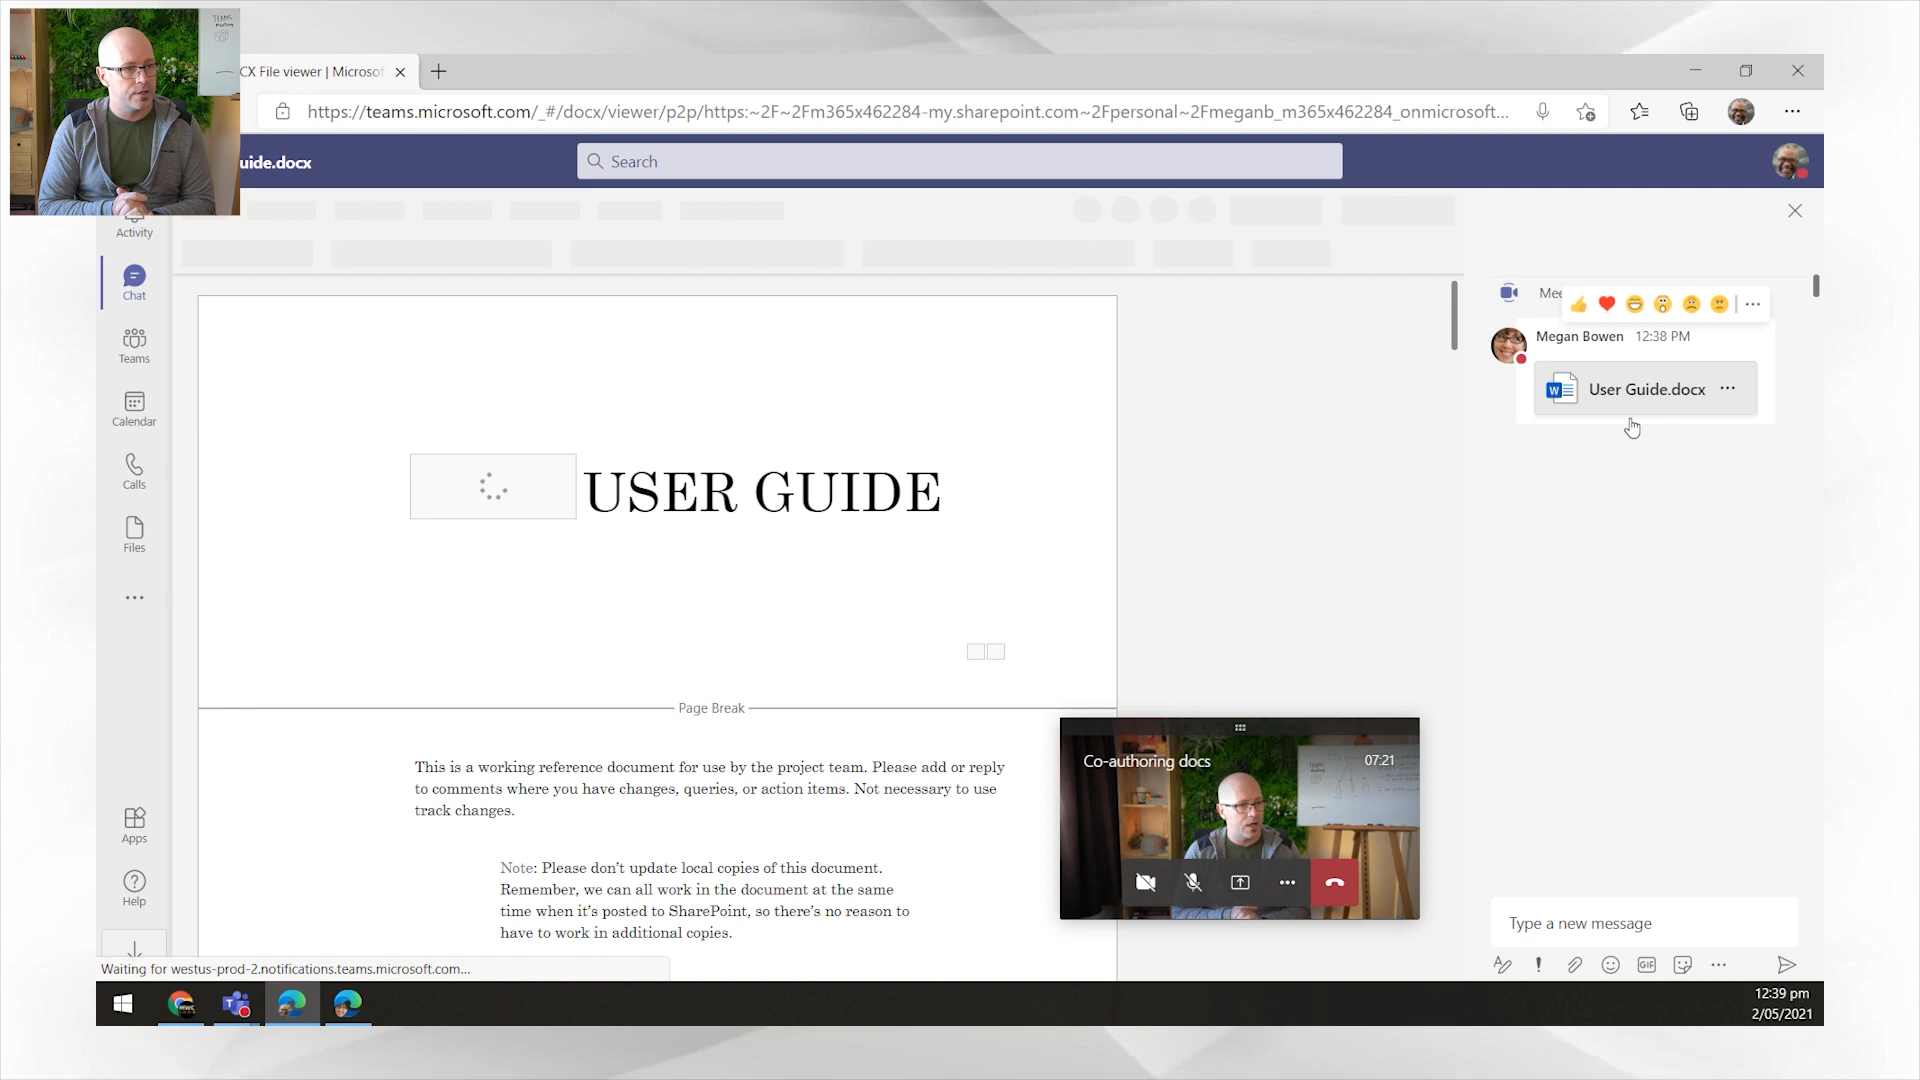 TEAMS
CX File viewer | Microsof
https://teams.microsoft.com/_#/docx/viewer/p2p/https:~2F~2Fm365x462284-my.sharepoint.com~2Fpersonal~2Fmeganb_m365x462284_onmicrosoft...
uide.docx
Search
Activity
Chat
Teams
Calendar
Calls
Files
Apps
Help
USER GUIDE
Page Break
This is a working reference document for use by the project team. Please add or reply
to comments where you have changes, queries, or action items. Not necessary to use
track changes.
Note: Please don’t update local copies of this document.
Remember, we can all work in the document at the same
time when it’s posted to SharePoint, so there’s no reason to
have to work in additional copies.
Co-authoring docs
07:21
Mee
Megan Bowen 12:38 PM
User Guide.docx
Type a new message
GIF
Waiting for westus-prod-2.notifications.teams.microsoft.com...
12:39 pm
2/05/2021